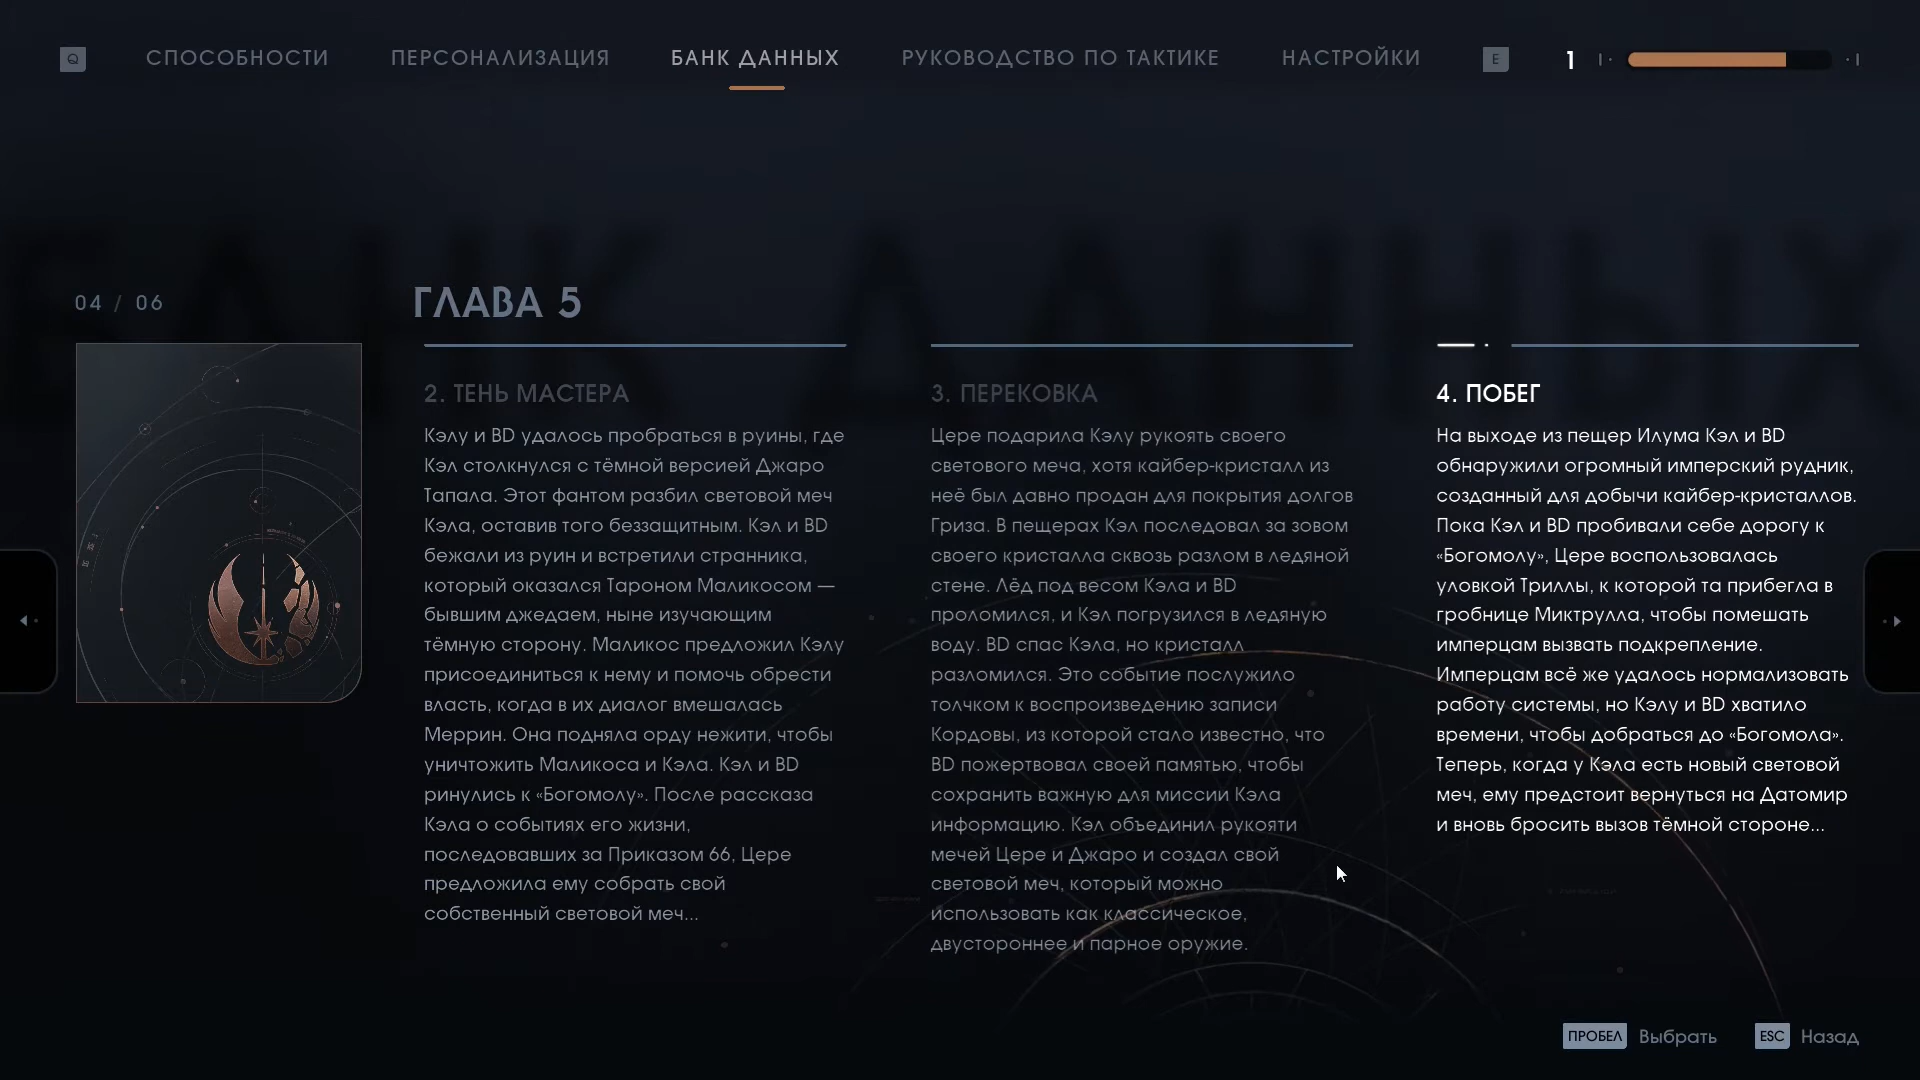 Q
СПОСОБНОСТИ
ПЕРСОНАЛИЗАЦИЯ
БАНК ДАННЫХ
РУКОВОДСТВО ПО ТАКТИКЕ
НАСТРОЙКИ
E
1
БАНК ДАННЫХ
04 / 06
ГЛАВА 5
2. ТЕНЬ МАСТЕРА
Кэлу и BD удалось пробраться в руины, где
Кэл столкнулся с тёмной версией Джаро
Тапала. Этот фантом разбил световой меч
Кэла, оставив того беззащитным. Кэл и BD
бежали из руин и встретили странника,
который оказался Тароном Маликосом —
бывшим джедаем, ныне изучающим
тёмную сторону. Маликос предложил Кэлу
присоединиться к нему и помочь обрести
власть, когда в их диалог вмешалась
Меррин. Она подняла орду нежити, чтобы
уничтожить Маликоса и Кэла. Кэл и BD
ринулись к «Богомолу». После рассказа
Кэла о событиях его жизни,
последовавших за Приказом 66, Цере
предложила ему собрать свой
собственный световой меч...
3. ПЕРЕКОВКА
Цере подарила Кэлу рукоять своего
светового меча, хотя кайбер-кристалл из
неё был давно продан для покрытия долгов
Гриза. В пещерах Кэл последовал за зовом
своего кристалла сквозь разлом в ледяной
стене. Лёд под весом Кэла и BD
проломился, и Кэл погрузился в ледяную
воду. BD спас Кэла, но кристалл
разломился. Это событие послужило
толчком к воспроизведению записи
Кордовы, из которой стало известно, что
BD пожертвовал своей памятью, чтобы
сохранить важную для миссии Кэла
информацию. Кэл объединил рукояти
мечей Цере и Джаро и создал свой
световой меч, который можно
использовать как классическое,
двустороннее и парное оружие.
4. ПОБЕГ
На выходе из пещер Илума Кэл и BD
обнаружили огромный имперский рудник,
созданный для добычи кайбер-кристаллов.
Пока Кэл и BD пробивали себе дорогу к
«Богомолу», Цере воспользовалась
уловкой Триллы, к которой та прибегла в
гробнице Миктрулла, чтобы помешать
имперцам вызвать подкрепление.
Имперцам всё же удалось нормализовать
работу системы, но Кэлу и BD хватило
времени, чтобы добраться до «Богомола».
Теперь, когда у Кэла есть новый световой
меч, ему предстоит вернуться на Датомир
и вновь бросить вызов тёмной стороне...
ПРОБЕЛ Выбрать
ESC Назад